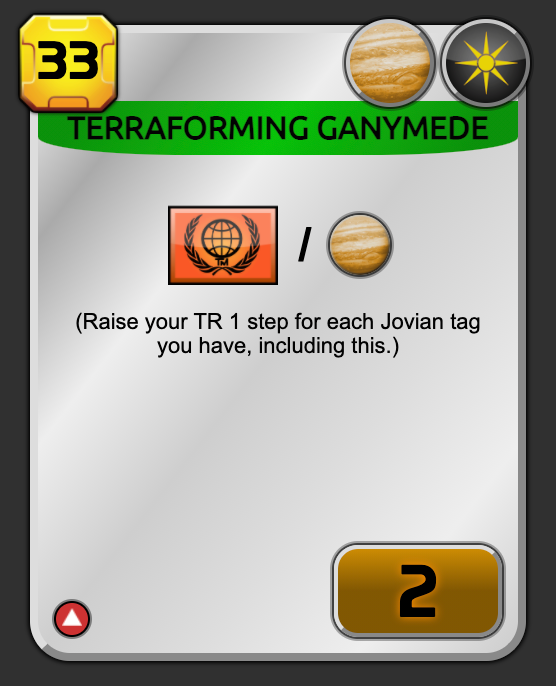 33
TERRAFORMING GANYMEDE
TM
/
(Raise your TR 1 step for each Jovian tag
you have, including this.)
2